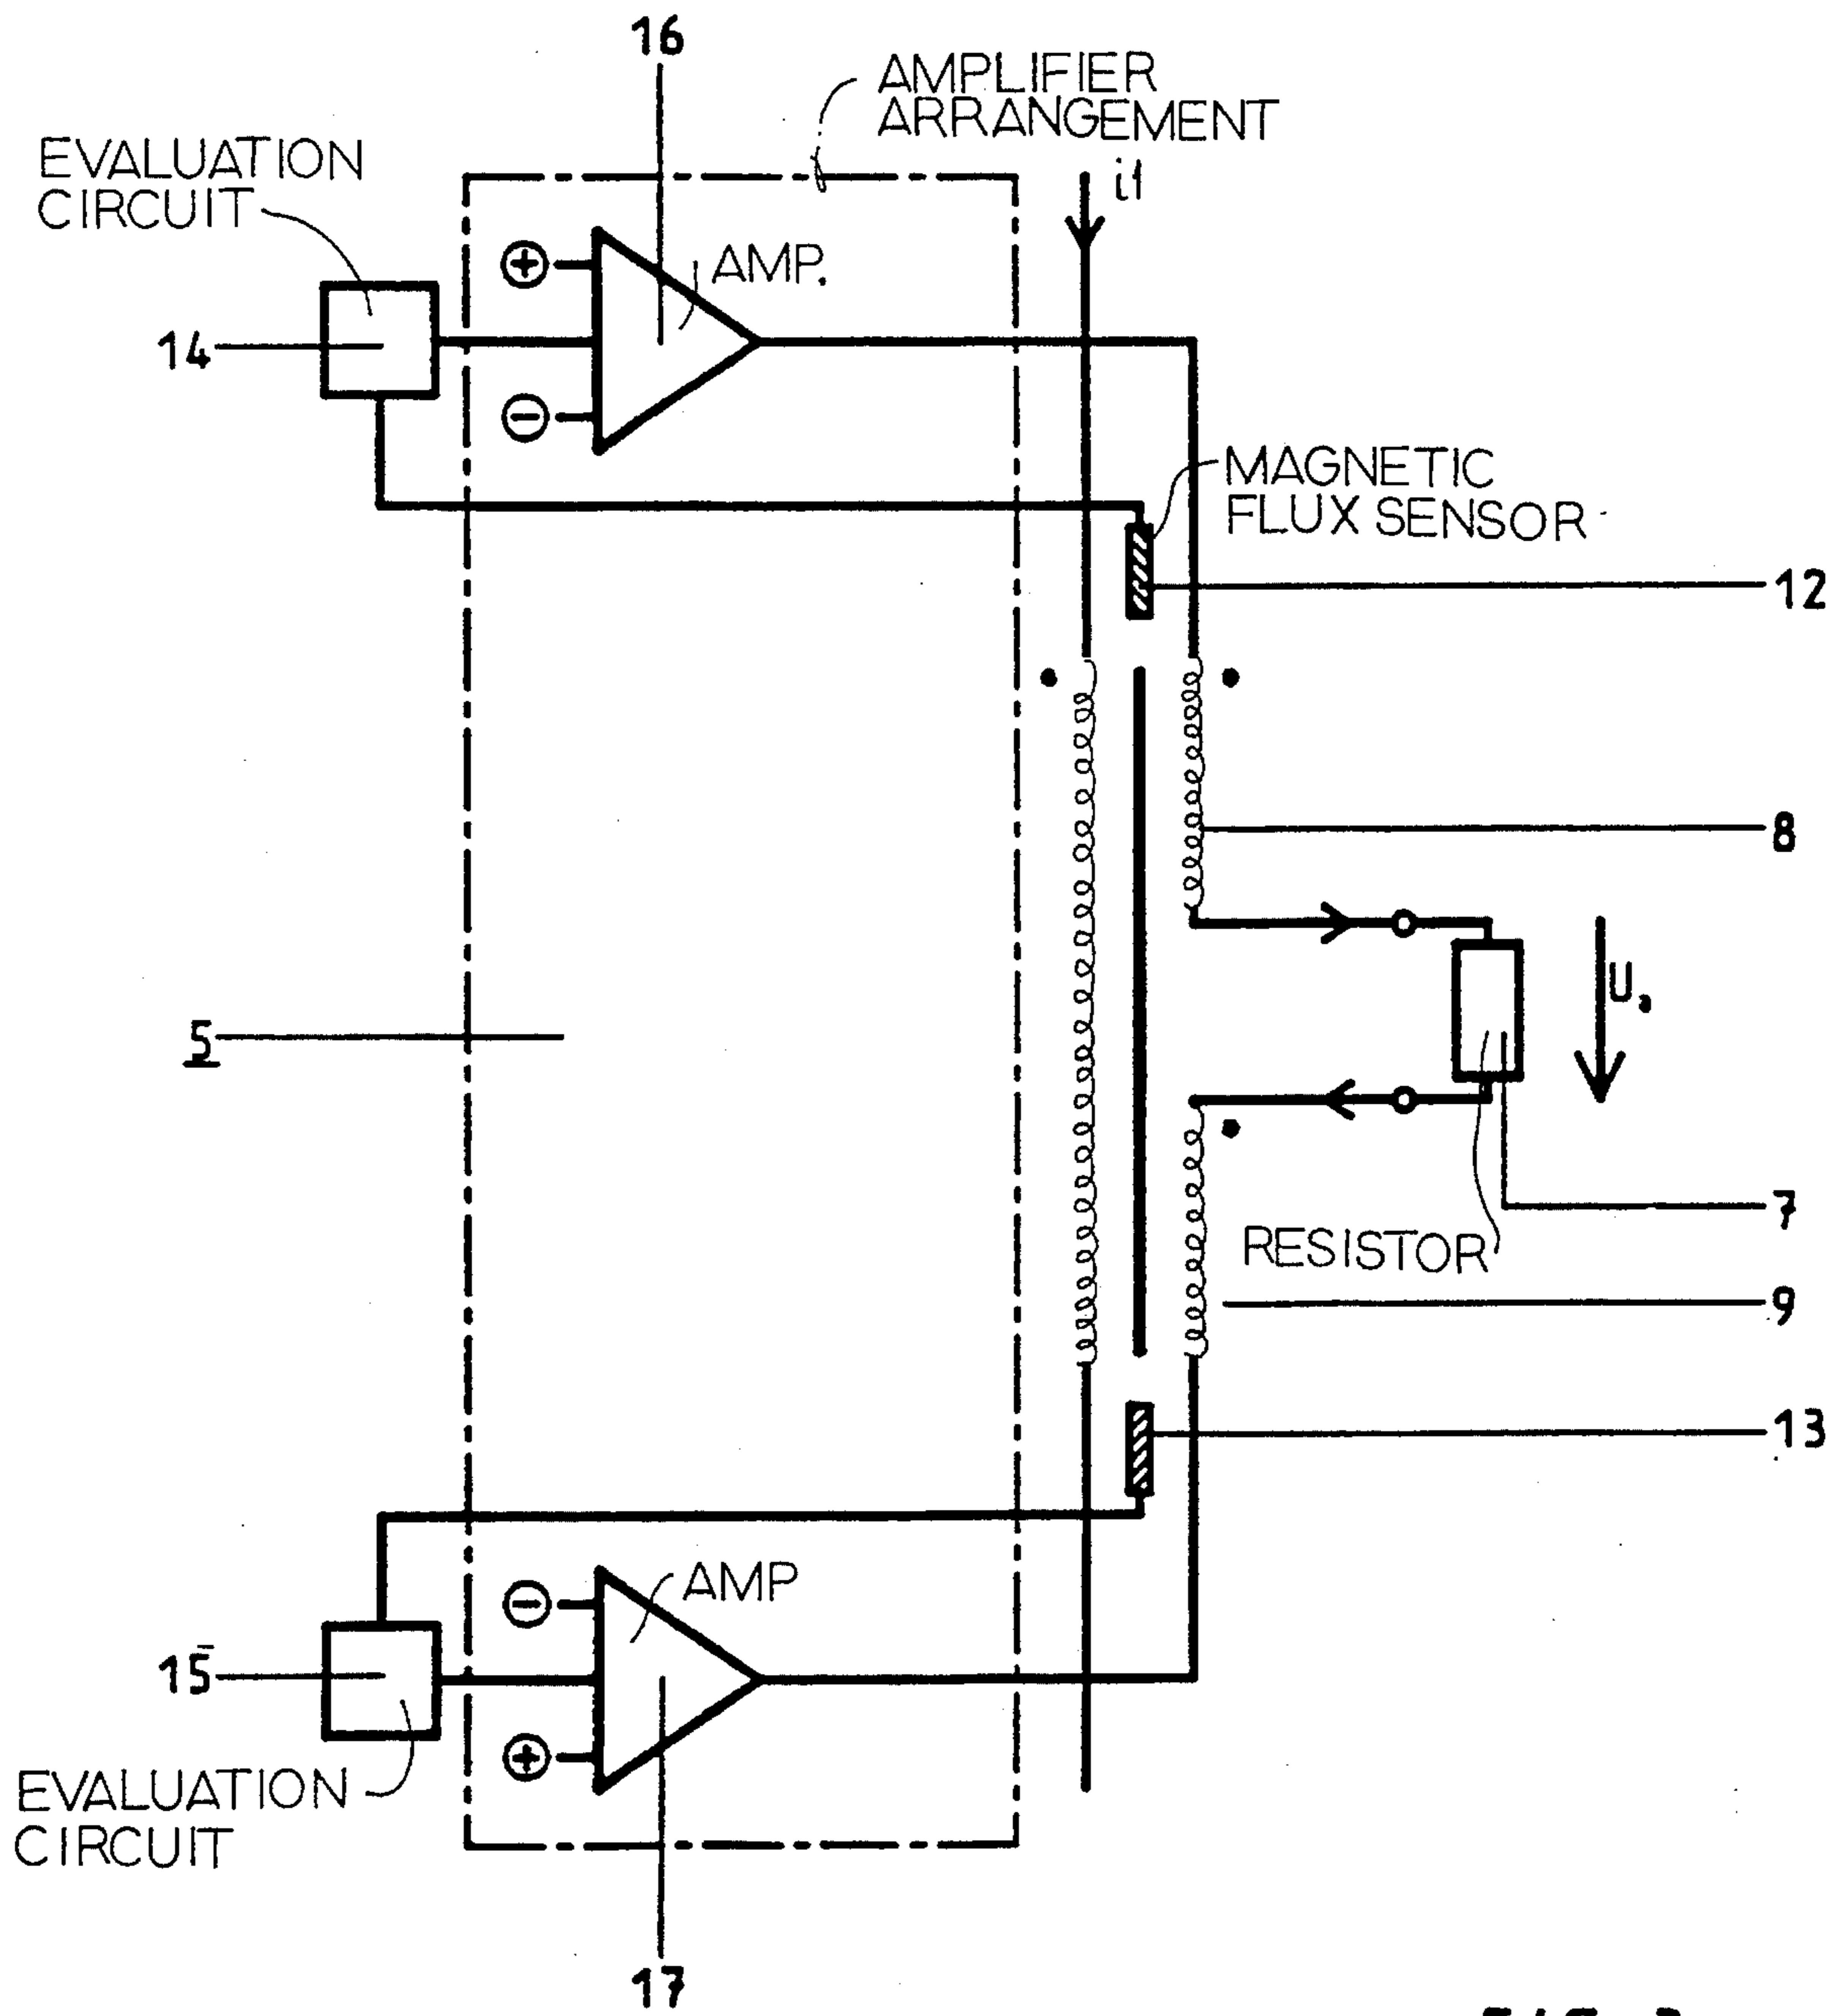 16
AMPLIFIER
ARRANGEMENT
EVALUATION
CIRCUIT
i1
+
AMP.
14
-
MAGNETIC
FLUX SENSOR
12
8
U
5
7
RESISTOR
9
13
-
AMP
15
+
EVALUATION
CIRCUIT
17